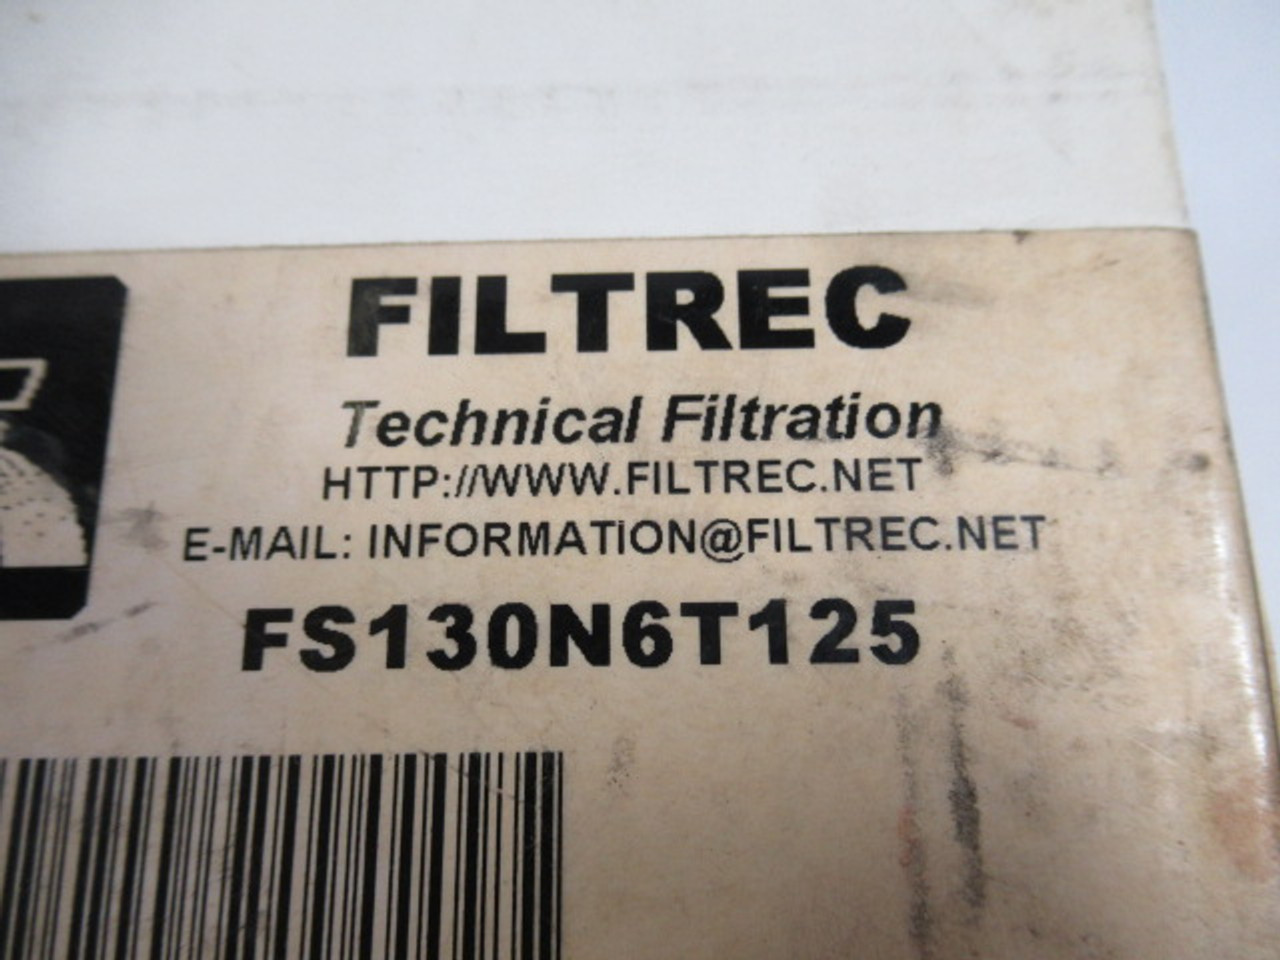 FILTREC
Technical Filtration
HTTP://WWW.FILTREC.NET
E-MAIL: INFORMATION@FILTREC.NET
FS130N6T125